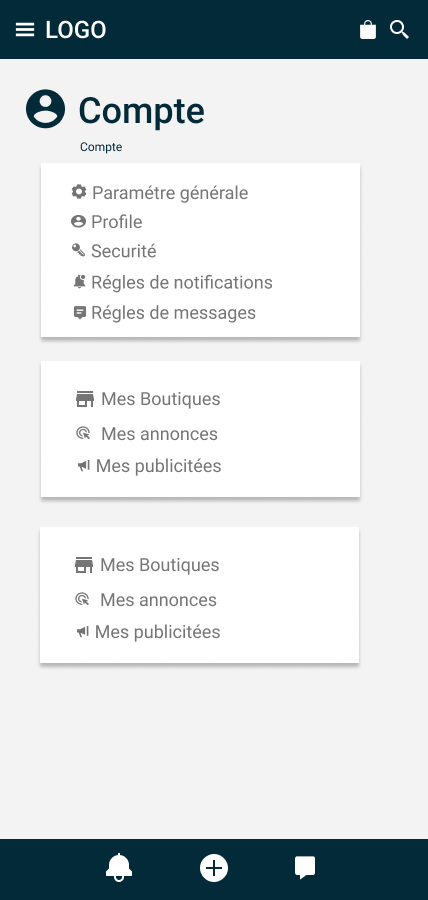 LOGO
Compte
Compte
Paramétre générale
Profile
Securité
Régles de notifications
Régles de messages
Mes Boutiques
Mes annonces
Mes publicitées
Mes Boutiques
Mes annonces
Mes publicitées